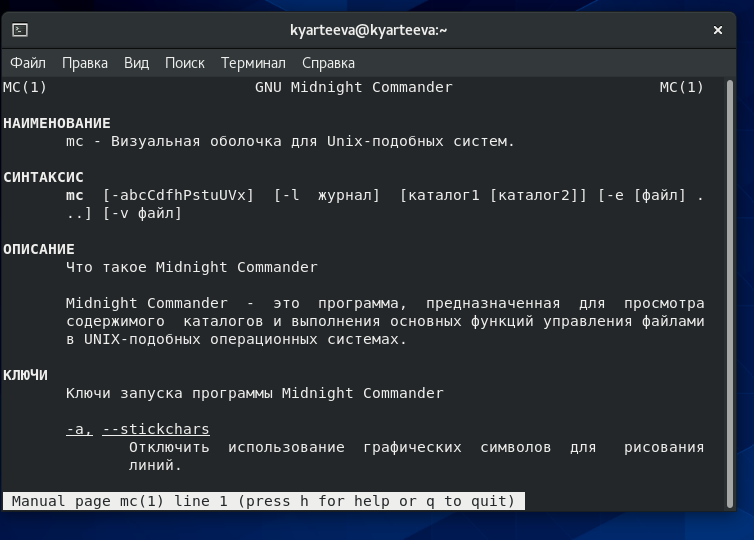 kyarteeva@kyarteeva:~
Файл Правка Вид Поиск Терминал Справка
MC(1) GNU Midnight Commander MC(1)
НАИМЕНОВАНИЕ
mc - Визуальная оболочка для Unix-подобных систем.
СИНТАКСИС
mc [-abcCdfhPstuUVx] [-l журнал] [каталог1 [каталог2]] [-e [файл] .
..] [-v файл]
ОПИСАНИЕ
Что такое Midnight Commander
Midnight Commander - это программа, предназначенная для просмотра
содержимого каталогов и выполнения основных функций управления файлами
в UNIX-подобных операционных системах.
КЛЮЧИ
Ключи запуска программы Midnight Commander
-a, --stickchars
Отключить использование графических символов для рисования
линий.
Manual page mc(1) line 1 (press h for help or q to quit)